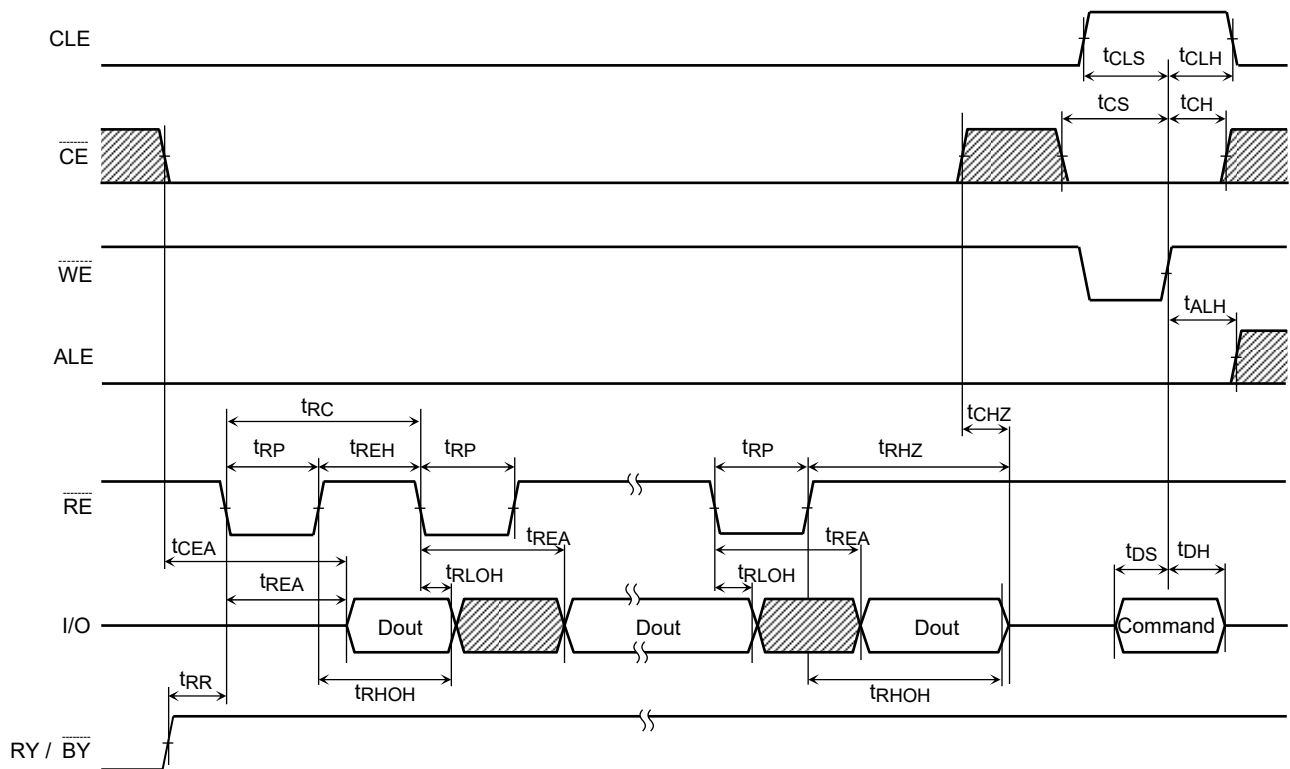 CLE
tCLS
tCLH
tCS
tCH
CE
WE
tALH
ALE
tRC
tCHZ
tRP
tREH
tRP
tRP
tRHZ
RE
tCEA
tREA
tREA
tDS
tDH
tREA
tRLOH
tRLOH
I/O
Dout
Dout
Dout
Command
tRR
tRHOH
tRHOH
RY / BY